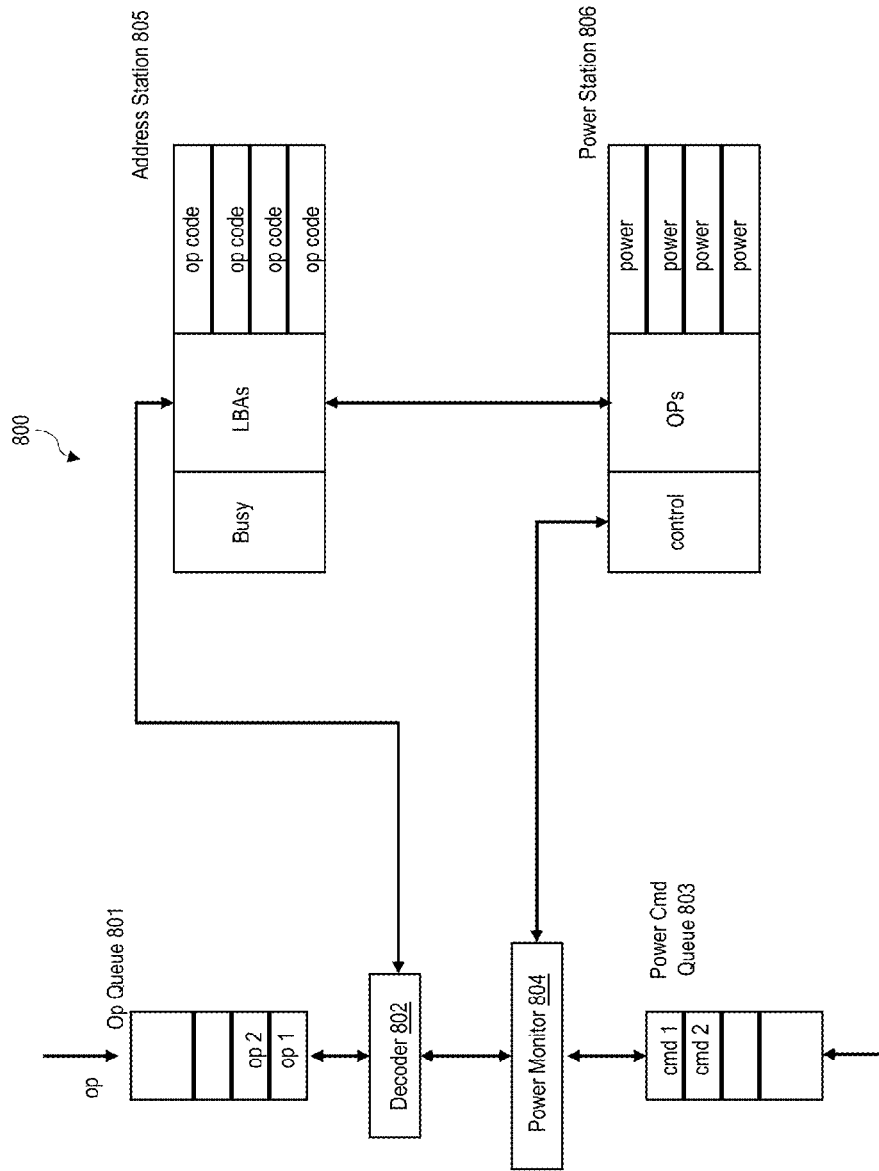 800
Op Queue 801
op
op 2
op 1
Decoder 802
Power Monitor 804
Power Cmd
Queue 803
cmd 1
cmd 2
Address Station 805
Busy
LBAs
op code
op code
op code
op code
Power Station 806
control
OPs
power
power
power
power